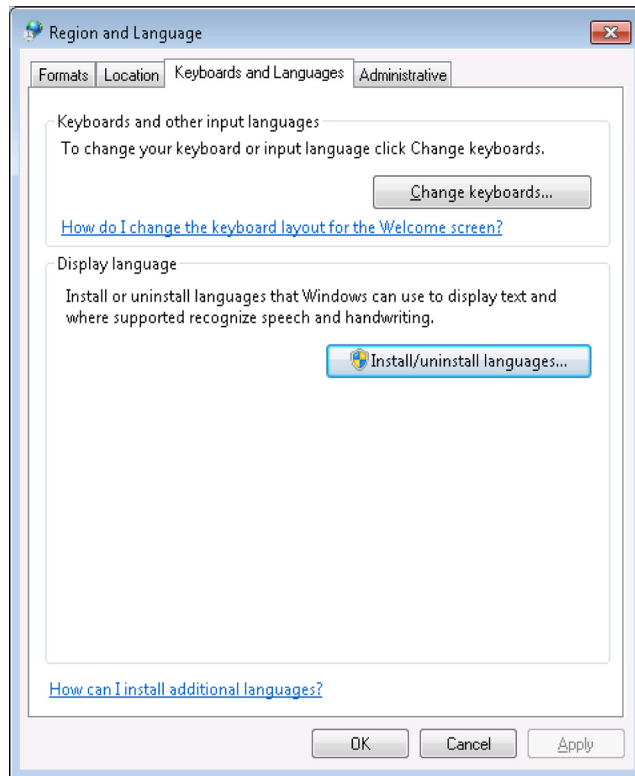 Region and Language
Formats Location Keyboards and Languages Administrative
Keyboards and other input languages
To change your keyboard or input language click Change keyboards.
Change keyboards...
How do I change the keyboard layout for the Welcome screen?
Display language
Install or uninstall languages that Windows can use to display text and
where supported recognize speech and handwriting.
Install/uninstall languages...
How can I install additional languages?
OK Cancel Apply